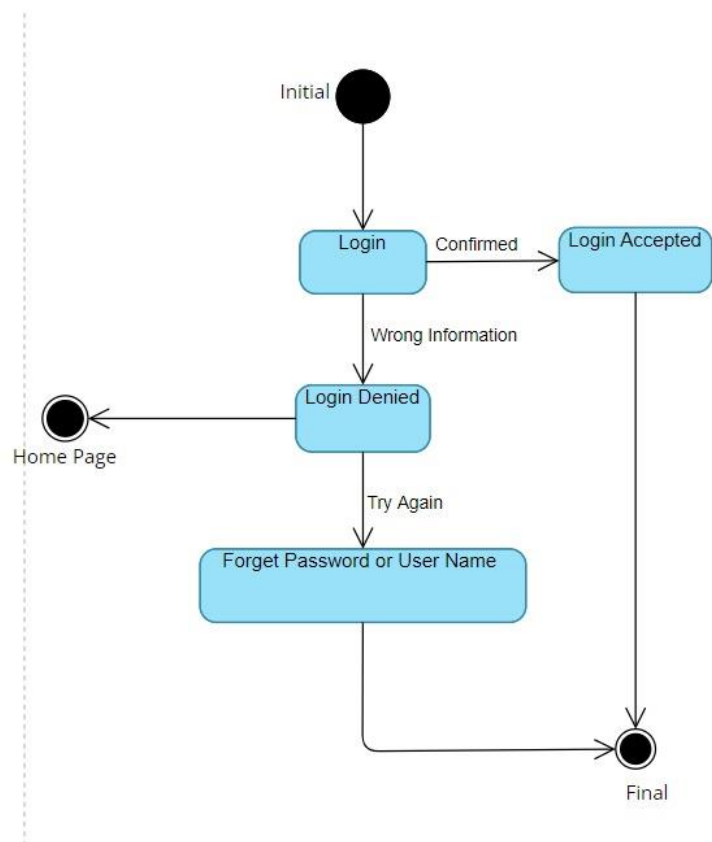 Initial
Login
Confirmed
Login Accepted
Wrong Information
Login Denied
Home Page
Try Again
Forget Password or User Name
Final